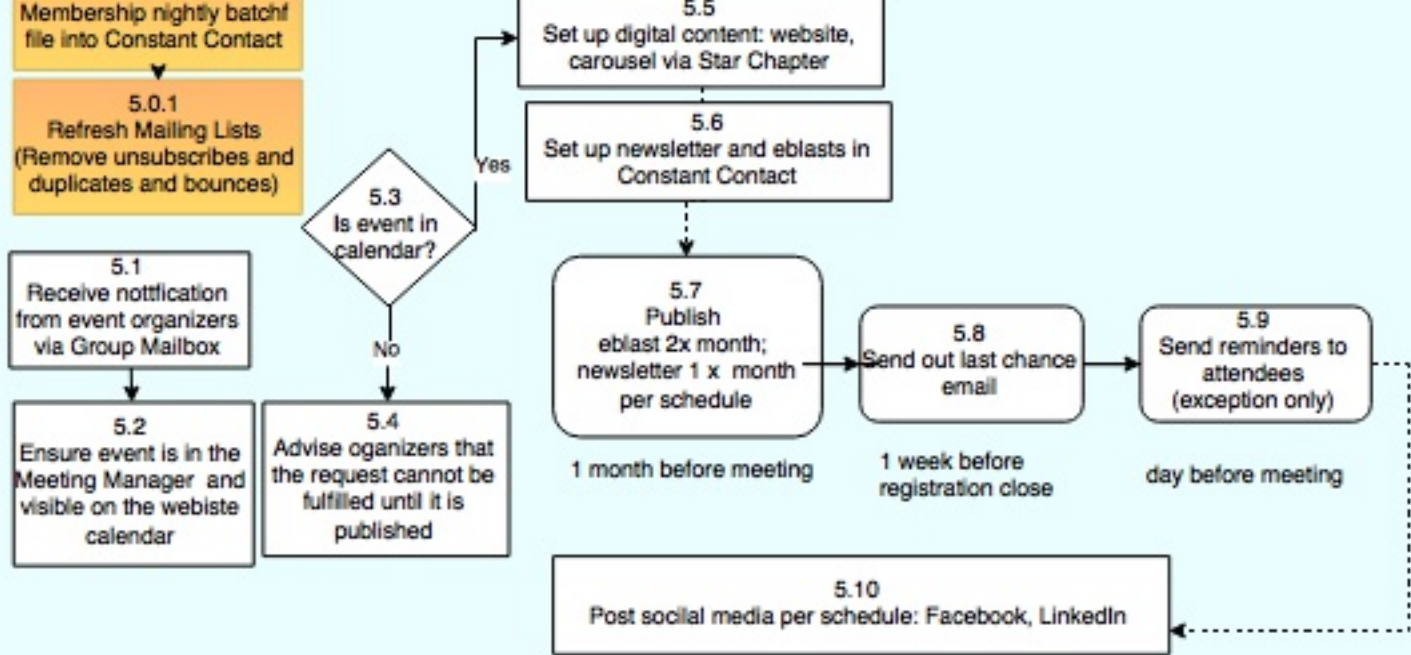 Membership nightly batchf
file into Constant Contact
5.0.1
Refresh Mailing Lists
(Remove unsubscribes and
duplicates and bounces)
5.1
Receive nottfication
from event organizers
via Group Mailbox
5.2
Ensure event is in the
Meeting Manager and
visible on the webiste
calendar
5.3
Is event in
calendar?
Yes
No
5.4
Advise oganizers that
the request cannot be
fulfilled until it is
published
5.5
Set up digital content: website,
carousel via Star Chapter
5.6
Set up newsletter and eblasts in
Constant Contact
5.7
Publish
eblast 2x month;
newsletter 1 x month
per schedule
1 month before meeting
5.8
Send out last chance
email
1 week before
registration close
5.9
Send reminders to
attendees
(exception only)
day before meeting
5.10
Post socilal media per schedule: Facebook, LinkedIn